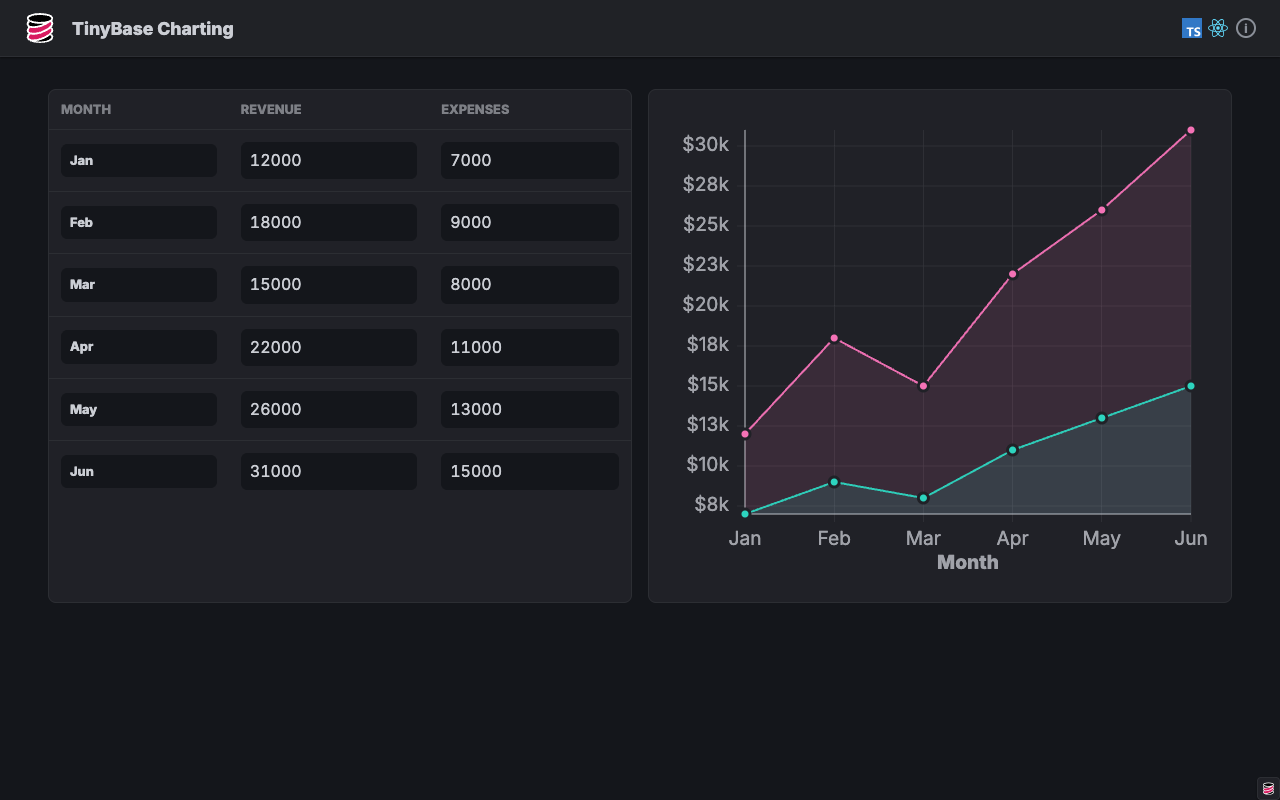 TinyBase Charting
TS
MONTH REVENUE EXPENSES
Jan 12000 7000
Feb 18000 9000
Mar 15000 8000
Apr 22000 11000
May 26000 13000
Jun 31000 15000
$30k
$28k
$25k
$23k
$20k
$18k
$15k
$13k
$10k
$8k
Jan Feb Mar Apr May Jun
Month